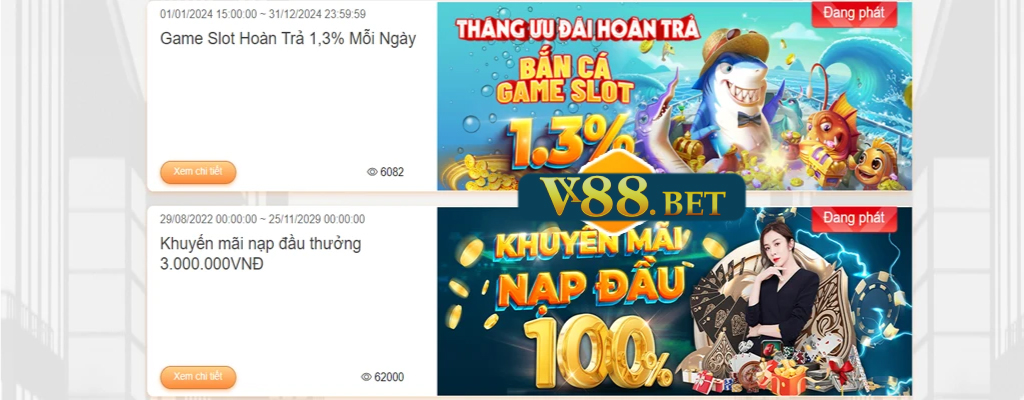 01/01/2024 15:00:00 ~ 31/12/2024 23:59:59
Game Slot Hoàn Trả 1,3% Mỗi Ngày
Xem chi tiết
6082
THÁNG ƯU ĐÃI HOÀN TRẢ
BẮN CÁ
GAME SLOT
1.3%
Đang phát
VX88.BET
29/08/2022 00:00:00 ~ 25/11/2029 00:00:00
Khuyến mãi nạp đầu thưởng
3.000.000VNĐ
Xem chi tiết
62000
KHUYẾN MÃI
NẠP ĐẦU
100%
Đang phát